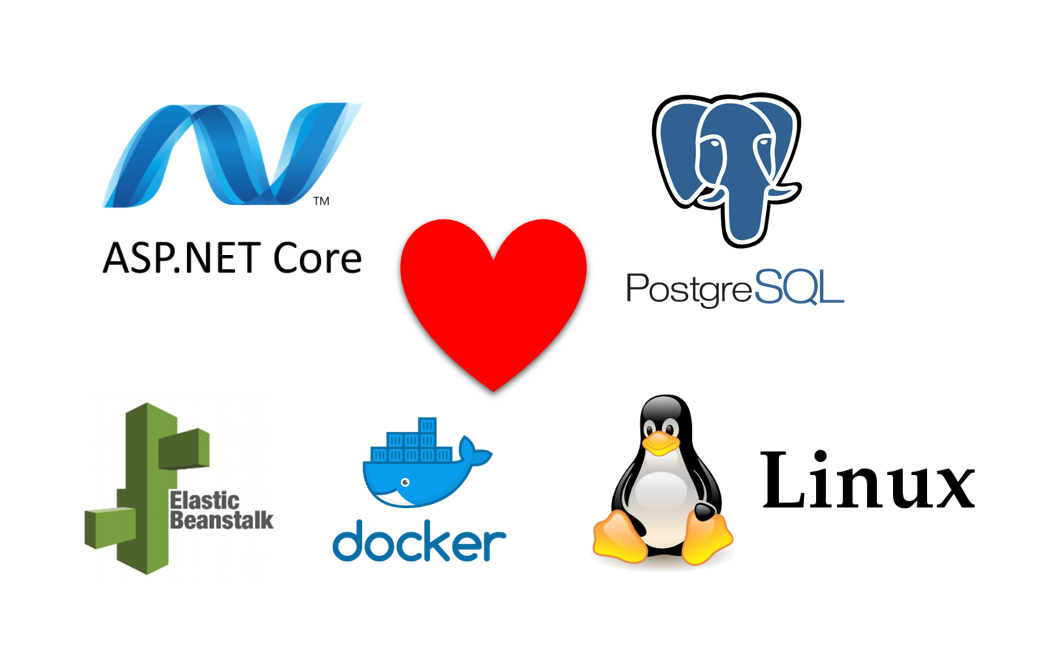 TM
ASP.NET Core
PostgreSQL
Elastic
Beanstalk
docker
Linux